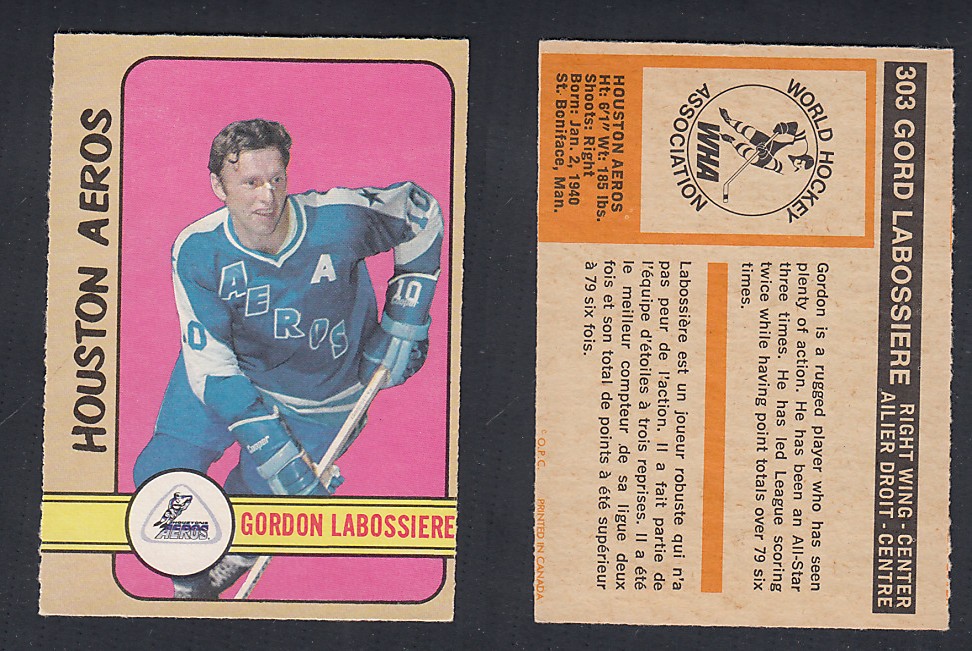 HOUSTON AEROS
AEROS
A
10
10
0
Cooper
Cooper
AEROS
GORDON LABOSSIERE
303 GORD LABOSSIERE RIGHT WING - CENTER
AILIER DROIT - CENTRE
WORLD HOCKEY
ASSOCIATION
WHA
HOUSTON AEROS
Ht: 6'1" Wt: 185 lbs.
Shoots: Right
Born: Jan. 2, 1940
St. Boniface, Man.
Gordon is a rugged player who has seen
plenty of action. He has been an All-Star
three times. He has led League scoring
twice while having point totals over 79 six
times.
Labossière est un joueur robuste qui n'a
pas peur de l'action. Il a fait partie de
l'équipe d'étoiles à trois reprises. Il a été
le meilleur compteur de sa ligue deux
fois et son total de points a été supérieur
à 79 six fois.
©O.P.C. PRINTED IN CANADA